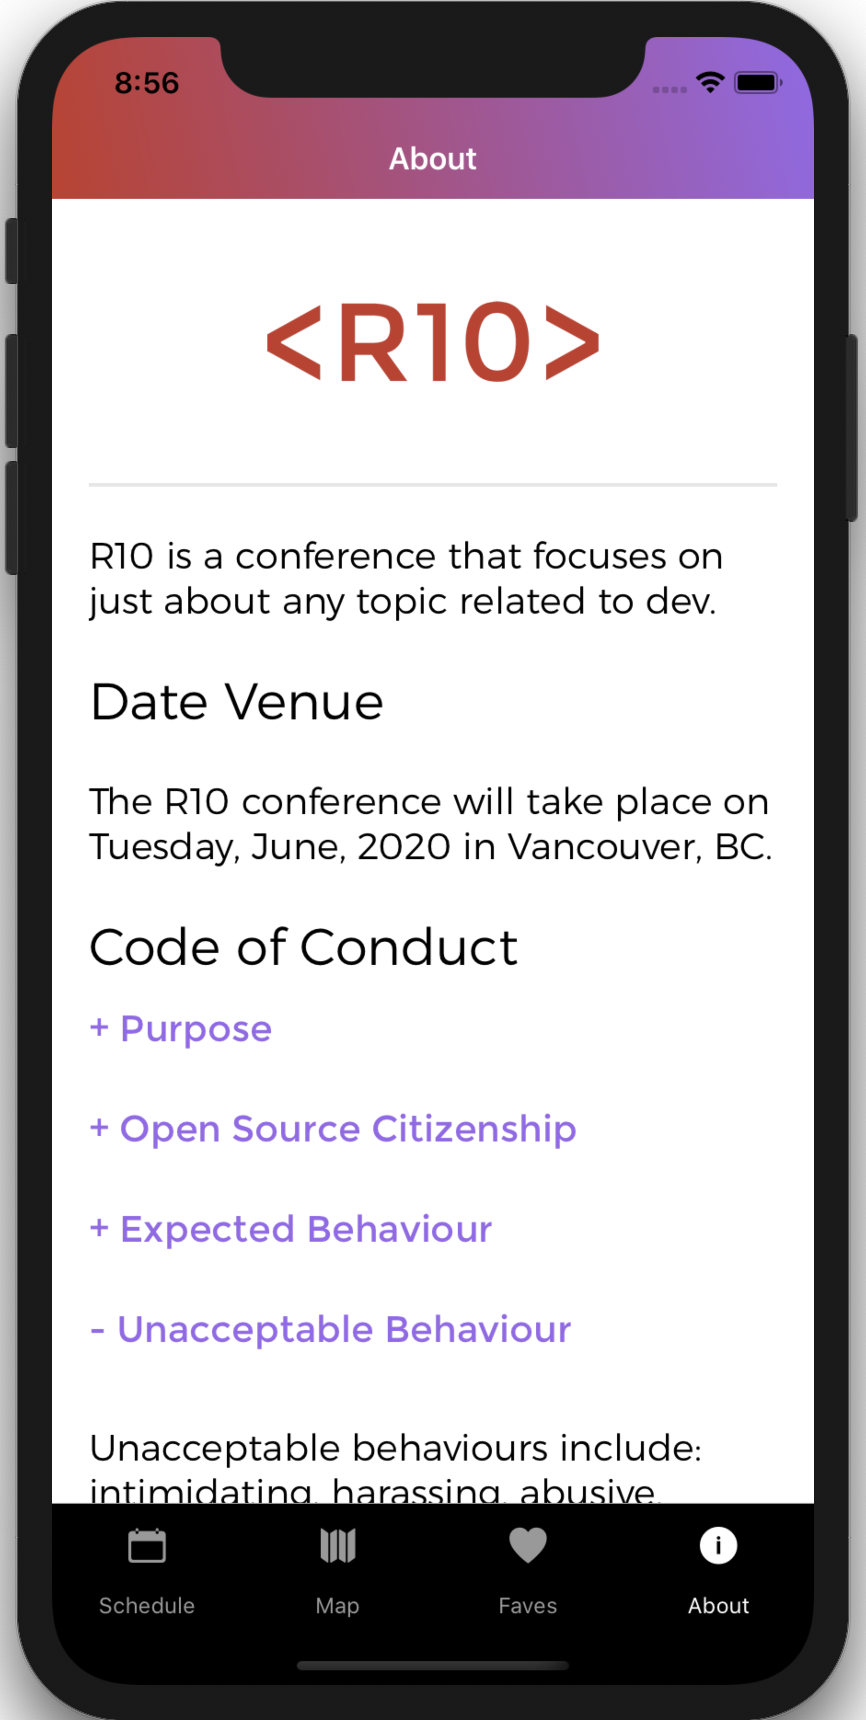 8:56
About
<R10>
R10 is a conference that focuses on
just about any topic related to dev.
Date Venue
The R10 conference will take place on
Tuesday, June, 2020 in Vancouver, BC.
Code of Conduct
+ Purpose
+ Open Source Citizenship
+ Expected Behaviour
- Unacceptable Behaviour
Unacceptable behaviours include:
intimidating, harassing, abusive,
Schedule Map Faves About